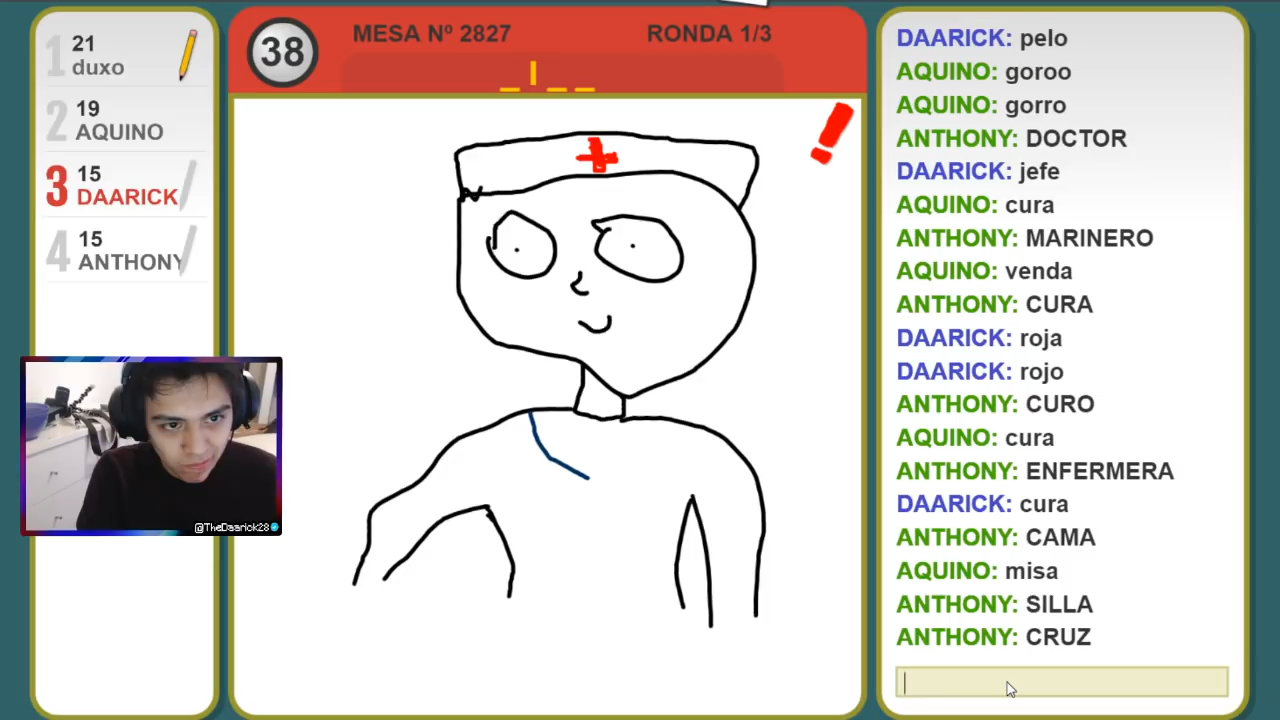 1 21
duxo
2 19
AQUINO
3 15
DAARICK
4 15
ANTHONY
38
MESA Nº 2827
RONDA 1/3
_ I _ _
@TheDaarick28
DAARICK: pelo
AQUINO: goroo
AQUINO: gorro
ANTHONY: DOCTOR
DAARICK: jefe
AQUINO: cura
ANTHONY: MARINERO
AQUINO: venda
ANTHONY: CURA
DAARICK: roja
DAARICK: rojo
ANTHONY: CURO
AQUINO: cura
ANTHONY: ENFERMERA
DAARICK: cura
ANTHONY: CAMA
AQUINO: misa
ANTHONY: SILLA
ANTHONY: CRUZ